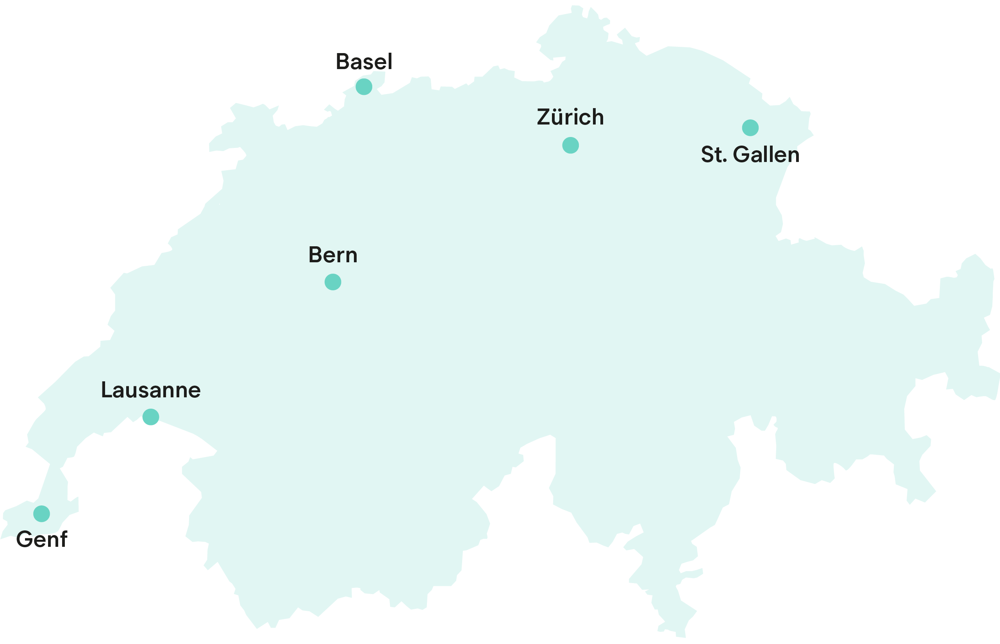 Basel
Zürich
St. Gallen
Bern
Lausanne
Genf